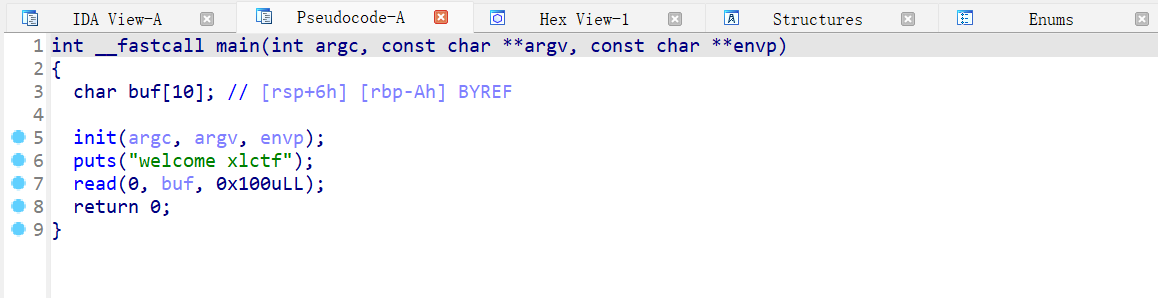 IDA View-A Pseudocode-A Hex View-1 Structures Enums
1 int __fastcall main(int argc, const char **argv, const char **envp)
2 {
3   char buf[10]; // [rsp+6h] [rbp-Ah] BYREF
4
5   init(argc, argv, envp);
6   puts("welcome xlctf");
7   read(0, buf, 0x100uLL);
8   return 0;
9 }